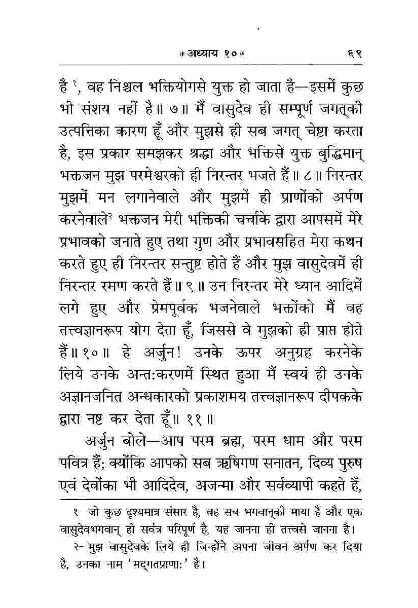 *अध्याय १०* ६९
है १, वह निश्चल भक्तियोगसे युक्त हो जाता है—इसमें कुछ
भी संशय नहीं है॥ ७॥ मैं वासुदेव ही सम्पूर्ण जगत्की
उत्पत्तिका कारण हूँ और मुझसे ही सब जगत् चेष्टा करता
है, इस प्रकार समझकर श्रद्धा और भक्तिसे युक्त बुद्धिमान्
भक्तजन मुझ परमेश्वरको ही निरन्तर भजते हैं॥ ८॥ निरन्तर
मुझमें मन लगानेवाले और मुझमें ही प्राणोंको अर्पण
करनेवाले२ भक्तजन मेरी भक्तिकी चर्चाके द्वारा आपसमें मेरे
प्रभावको जनाते हुए तथा गुण और प्रभावसहित मेरा कथन
करते हुए ही निरन्तर सन्तुष्ट होते हैं और मुझ वासुदेवमें ही
निरन्तर रमण करते हैं॥ ९॥ उन निरन्तर मेरे ध्यान आदिमें
लगे हुए और प्रेमपूर्वक भजनेवाले भक्तोंको मैं वह
तत्त्वज्ञानरूप योग देता हूँ, जिससे वे मुझको ही प्राप्त होते
हैं॥ १०॥ हे अर्जुन! उनके ऊपर अनुग्रह करनेके
लिये उनके अन्तःकरणमें स्थित हुआ मैं स्वयं ही उनके
अज्ञानजनित अन्धकारको प्रकाशमय तत्त्वज्ञानरूप दीपकके
द्वारा नष्ट कर देता हूँ॥ ११॥
अर्जुन बोले—आप परम ब्रह्म, परम धाम और परम
पवित्र हैं; क्योंकि आपको सब ऋषिगण सनातन, दिव्य पुरुष
एवं देवोंका भी आदिदेव, अजन्मा और सर्वव्यापी कहते हैं,
१ जो कुछ दृश्यमात्र संसार है, वह सब भगवान्की माया है और एक
वासुदेवभगवान् ही सर्वत्र परिपूर्ण है, यह जानना ही तत्त्वसे जानना है।
२- मुझ वासुदेवके लिये ही जिन्होंने अपना जीवन अर्पण कर दिया
है, उनका नाम 'मद्गतप्राणाः' है।